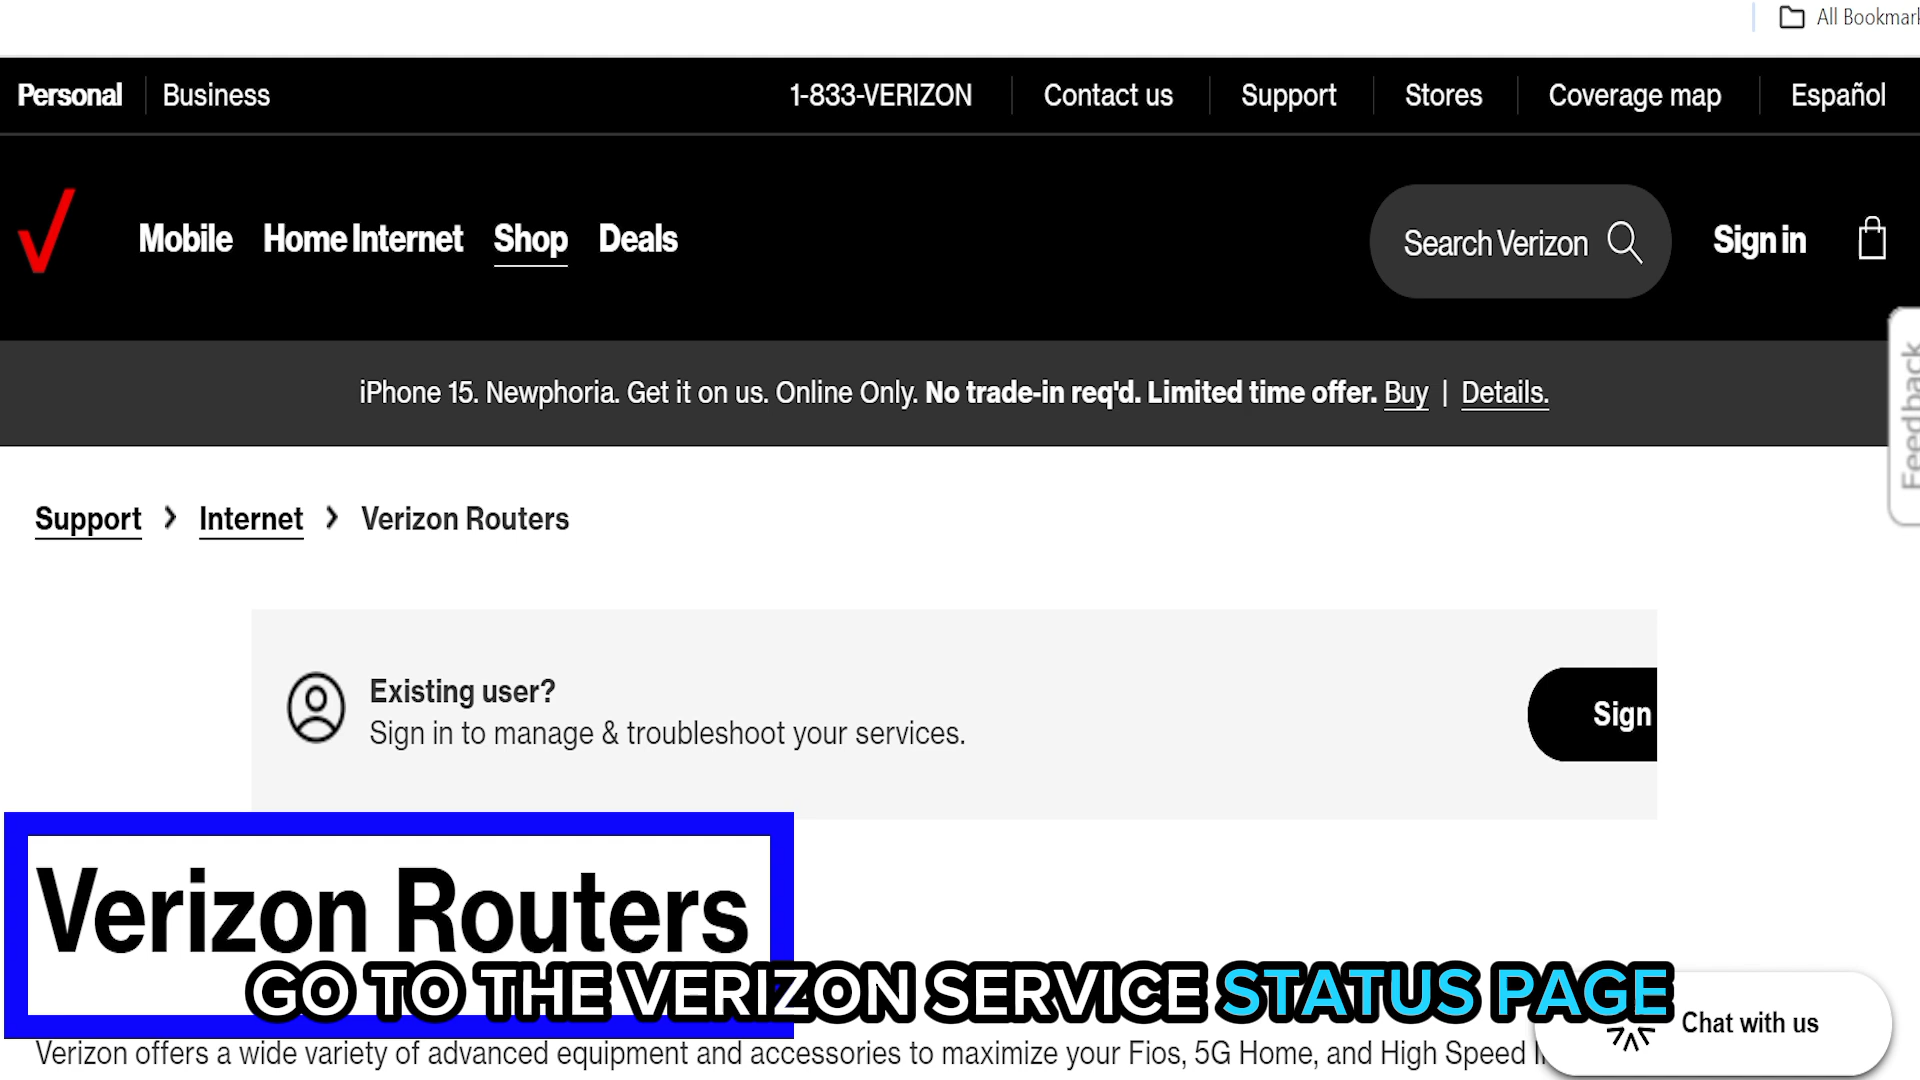 All Bookmark
Personal Business 1-833-VERIZON Contact us Support Stores Coverage map Español
Mobile Home Internet Shop Deals Search Verizon Sign in
Feedback
iPhone 15. Newphoria. Get it on us. Online Only. No trade-in req'd. Limited time offer. Buy | Details.
Support > Internet > Verizon Routers
Existing user?
Sign in to manage & troubleshoot your services.
Sign
Verizon Routers
GO TO THE VERIZON SERVICE STATUS PAGE
Chat with us
Verizon offers a wide variety of advanced equipment and accessories to maximize your Fios, 5G Home, and High Speed